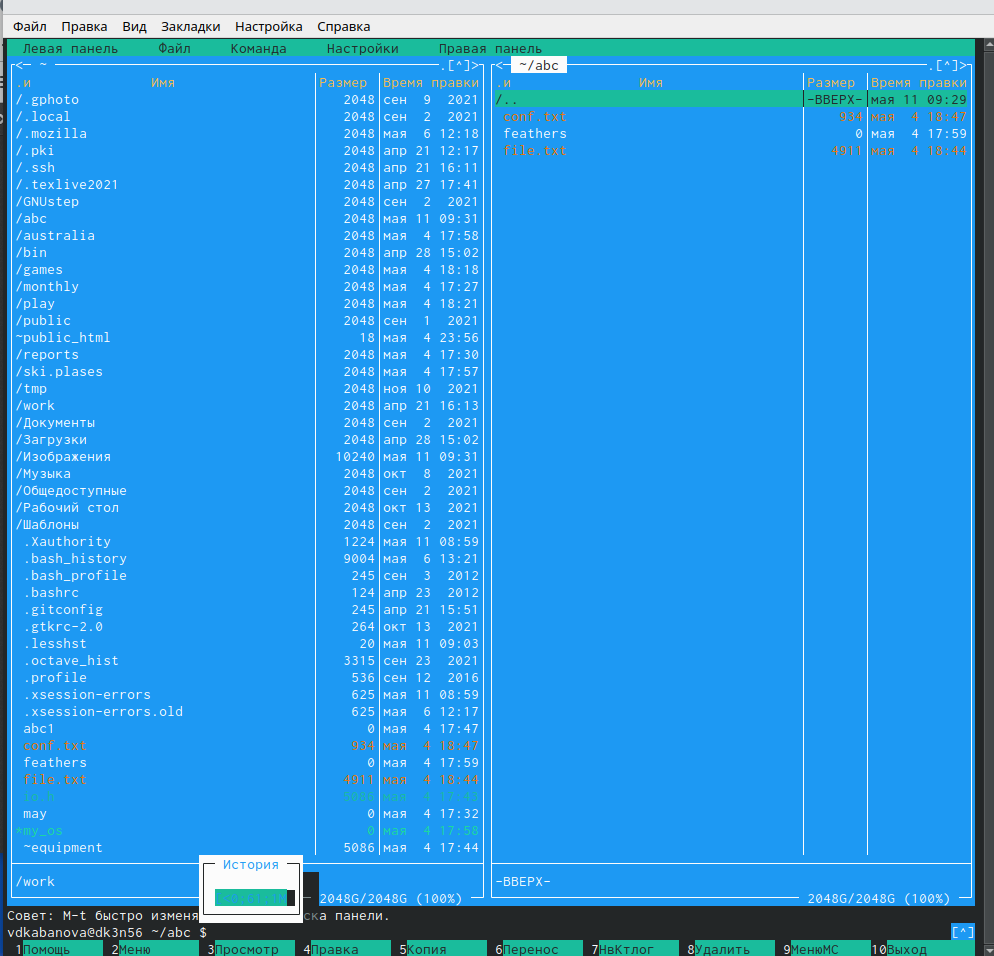 Файл Правка Вид Закладки Настройка Справка
Левая панель Файл Команда Настройки Правая панель
<— ~ .[^]> <— ~/abc .[^]>
.и Имя Размер Время правки .и Имя Размер Время правки
/.gphoto 2048 сен 9 2021 /.. -ВВЕРХ- мая 11 09:29
/.local 2048 сен 2 2021 conf.txt 934 мая 4 18:47
/.mozilla 2048 мая 6 12:18 feathers 0 мая 4 17:59
/.pki 2048 апр 21 12:17 file.txt 4911 мая 4 18:44
/.ssh 2048 апр 21 16:11
/.texlive2021 2048 апр 27 17:41
/GNUstep 2048 сен 2 2021
/abc 2048 мая 11 09:31
/australia 2048 мая 4 17:58
/bin 2048 апр 28 15:02
/games 2048 мая 4 18:18
/monthly 2048 мая 4 17:27
/play 2048 мая 4 18:21
/public 2048 сен 1 2021
~public_html 18 мая 4 23:56
/reports 2048 мая 4 17:30
/ski.plases 2048 мая 4 17:57
/tmp 2048 ноя 10 2021
/work 2048 апр 21 16:13
/Документы 2048 сен 2 2021
/Загрузки 2048 апр 28 15:02
/Изображения 10240 мая 11 09:31
/Музыка 2048 окт 8 2021
/Общедоступные 2048 сен 2 2021
/Рабочий стол 2048 окт 13 2021
/Шаблоны 2048 сен 2 2021
.Xauthority 1224 мая 11 08:59
.bash_history 9004 мая 6 13:21
.bash_profile 245 сен 3 2012
.bashrc 124 апр 23 2012
.gitconfig 245 апр 21 15:51
.gtkrc-2.0 264 окт 13 2021
.lesshst 20 мая 11 09:03
.octave_hist 3315 сен 23 2021
.profile 536 сен 12 2016
.xsession-errors 625 мая 11 08:59
.xsession-errors.old 625 мая 6 12:17
abc1 0 мая 4 17:47
conf.txt 934 мая 4 18:47
feathers 0 мая 4 17:59
file.txt 4911 мая 4 18:44
io.h 5086 мая 4 17:43
may 0 мая 4 17:32
*my_os 0 мая 4 17:58
~equipment 5086 мая 4 17:44
История
/work -ВВЕРХ-
2048G/2048G (100%) 2048G/2048G (100%)
Совет: M-t быстро изменя ска панели.
vdkabanova@dk3n56 ~/abc $ [^]
1Помощь 2Меню 3Просмотр 4Правка 5Копия 6Перенос 7НвКтлог 8Удалить 9МенюMC 10Выход